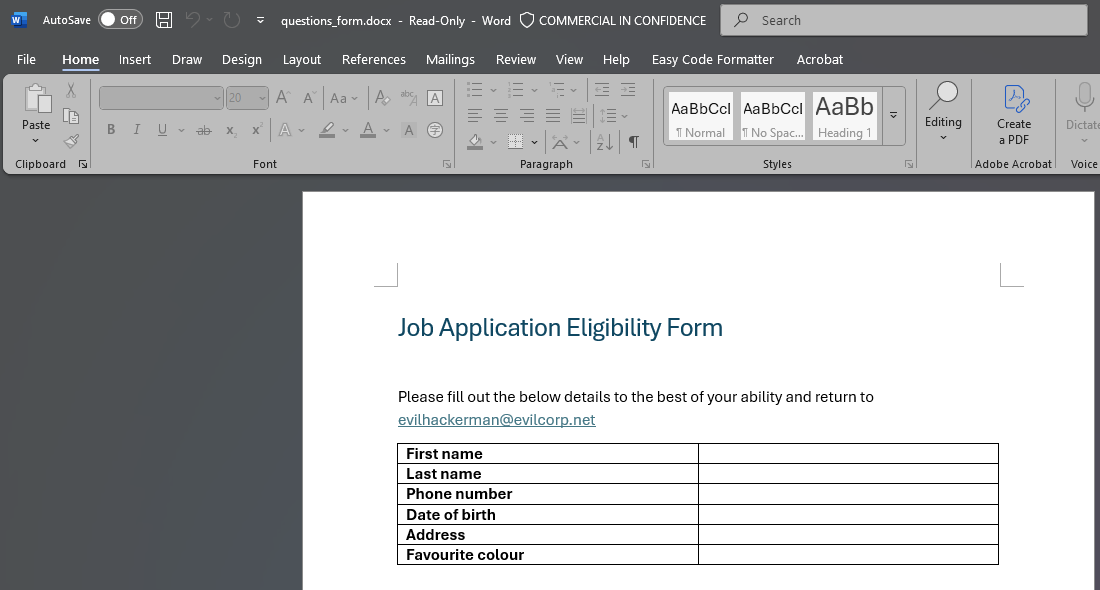 AutoSave Off questions_form.docx - Read-Only - Word COMMERCIAL IN CONFIDENCE Search
File Home Insert Draw Design Layout References Mailings Review View Help Easy Code Formatter Acrobat
Paste
20
Aa
B I U ab x₂ x² A A A
AaBbCcI AaBbCcI AaBb
¶ Normal ¶ No Spac... Heading 1
Editing
Create
a PDF
Dictate
Clipboard Font Paragraph Styles Adobe Acrobat Voice
Job Application Eligibility Form
Please fill out the below details to the best of your ability and return to
evilhackerman@evilcorp.net
First name
Last name
Phone number
Date of birth
Address
Favourite colour